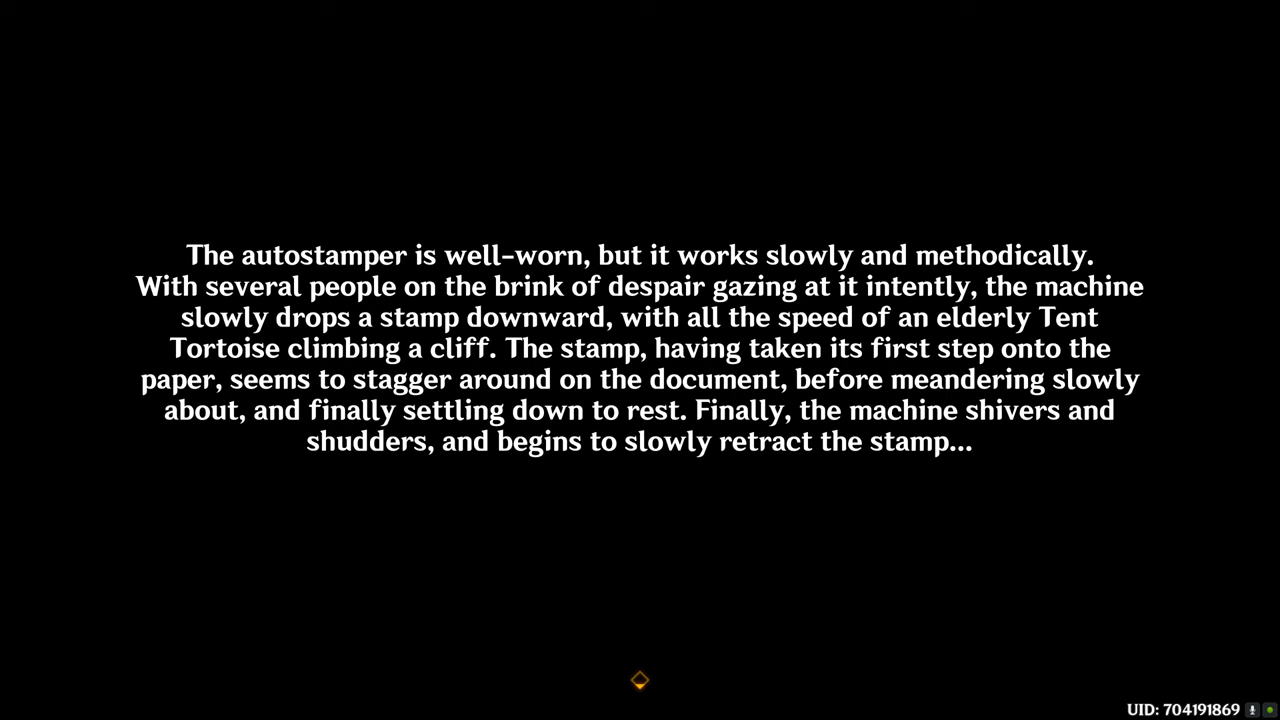 The autostamper is well-worn, but it works slowly and methodically.
With several people on the brink of despair gazing at it intently, the machine
slowly drops a stamp downward, with all the speed of an elderly Tent
Tortoise climbing a cliff. The stamp, having taken its first step onto the
paper, seems to stagger around on the document, before meandering slowly
about, and finally settling down to rest. Finally, the machine shivers and
shudders, and begins to slowly retract the stamp...
UID: 704191869